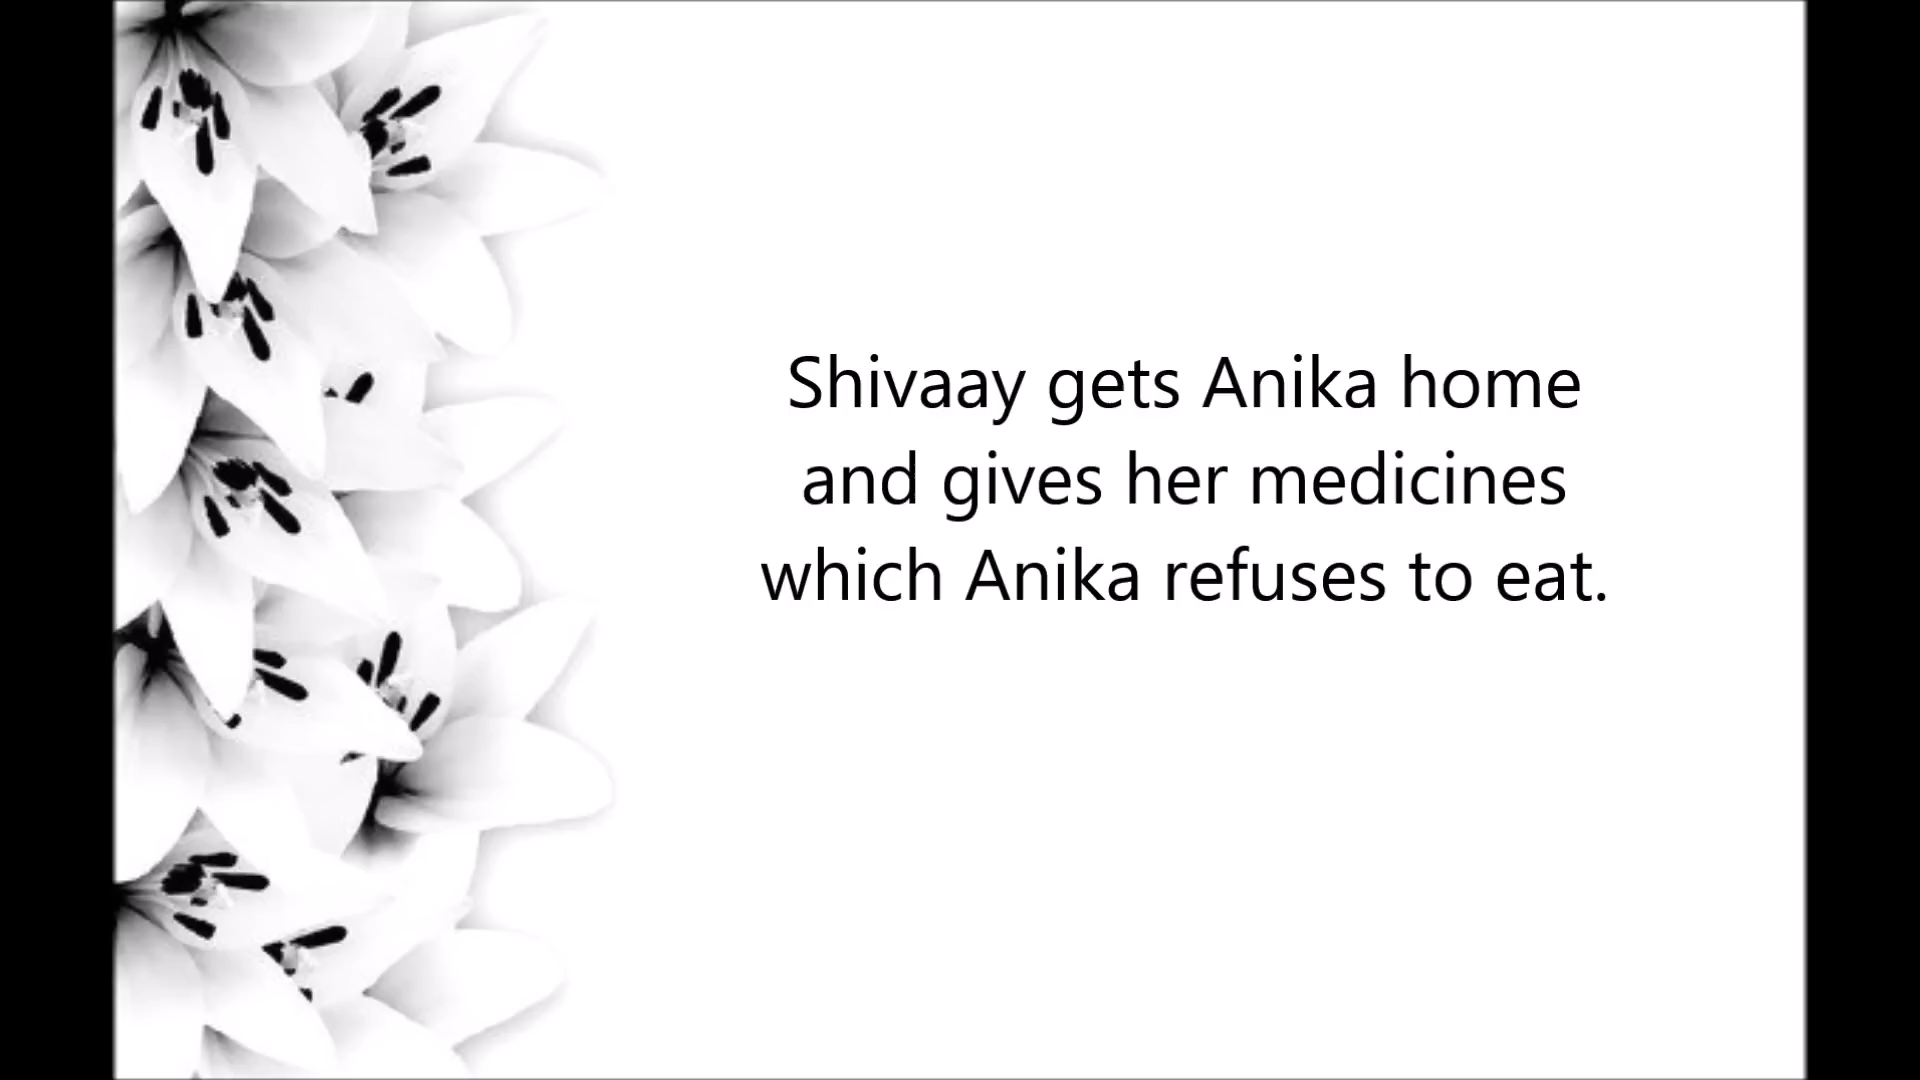 Shivaay gets Anika home
and gives her medicines
which Anika refuses to eat.